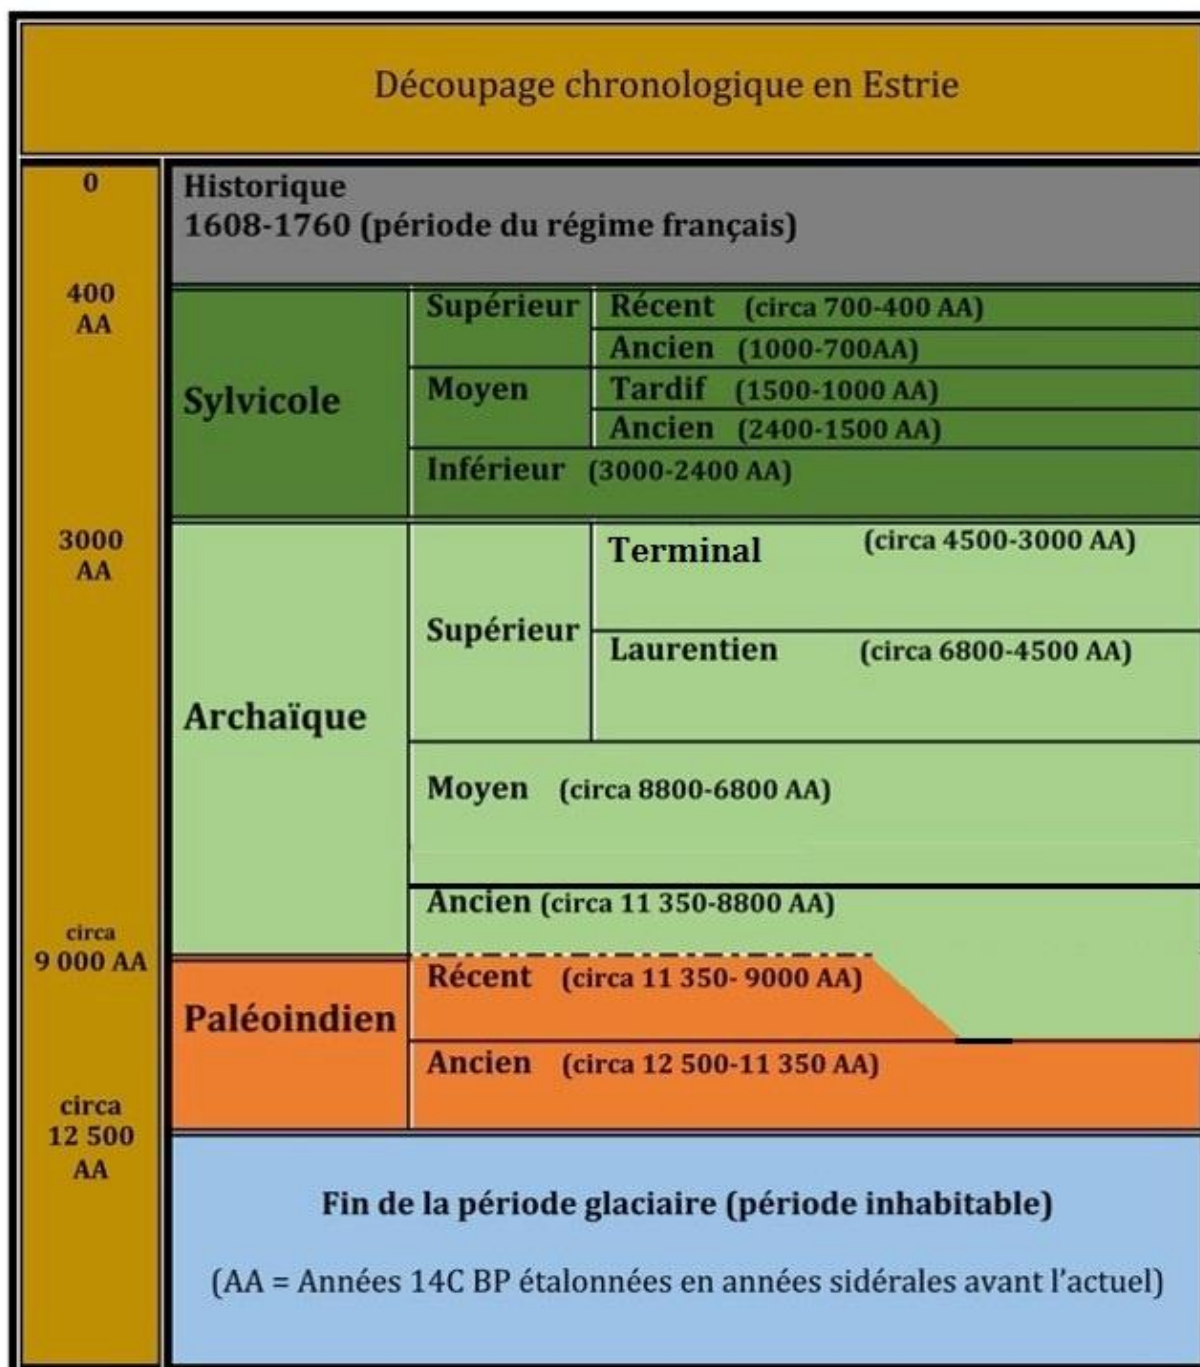 Découpage chronologique en Estrie
0
Historique
1608-1760 (période du régime français)
400
AA
Sylvicole
Supérieur
Récent (circa 700-400 AA)
Ancien (1000-700AA)
Moyen
Tardif (1500-1000 AA)
Ancien (2400-1500 AA)
Inférieur (3000-2400 AA)
3000
AA
Archaïque
Supérieur
Terminal (circa 4500-3000 AA)
Laurentien (circa 6800-4500 AA)
Moyen (circa 8800-6800 AA)
Ancien (circa 11 350-8800 AA)
circa
9 000 AA
Paléoindien
Récent (circa 11 350- 9000 AA)
Ancien (circa 12 500-11 350 AA)
circa
12 500
AA
Fin de la période glaciaire (période inhabitable)
(AA = Années 14C BP étalonnées en années sidérales avant l'actuel)